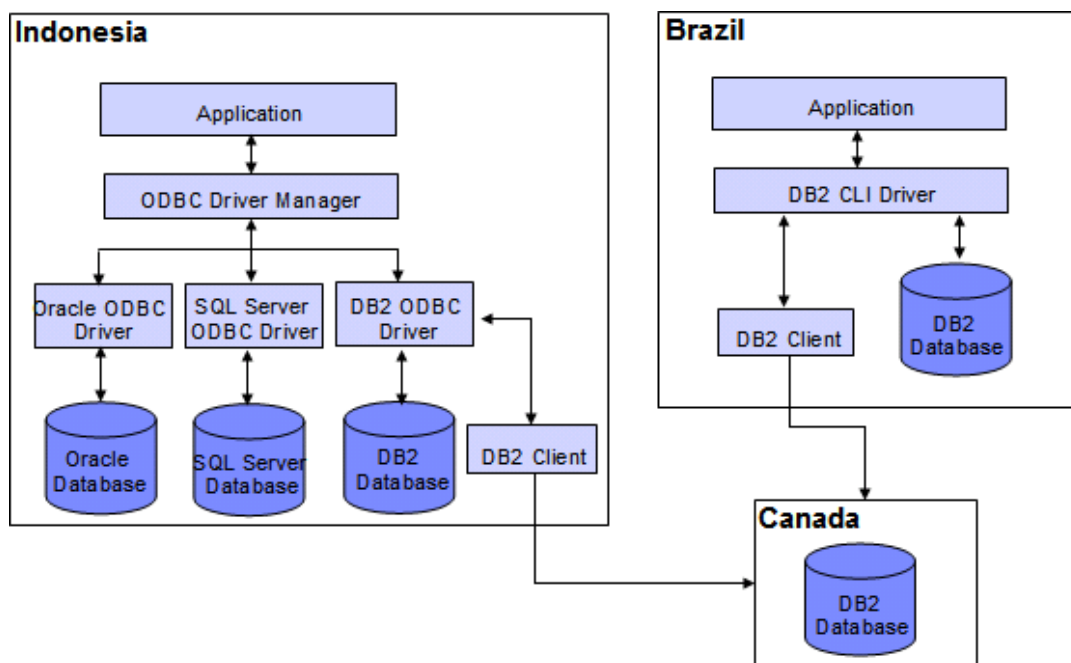 Indonesia
Application
ODBC Driver Manager
Oracle ODBC
Driver
SQL Server
ODBC Driver
DB2 ODBC
Driver
Oracle
Database
SQL Server
Database
DB2
Database
DB2 Client
Brazil
Application
DB2 CLI Driver
DB2 Client
DB2
Database
Canada
DB2
Database